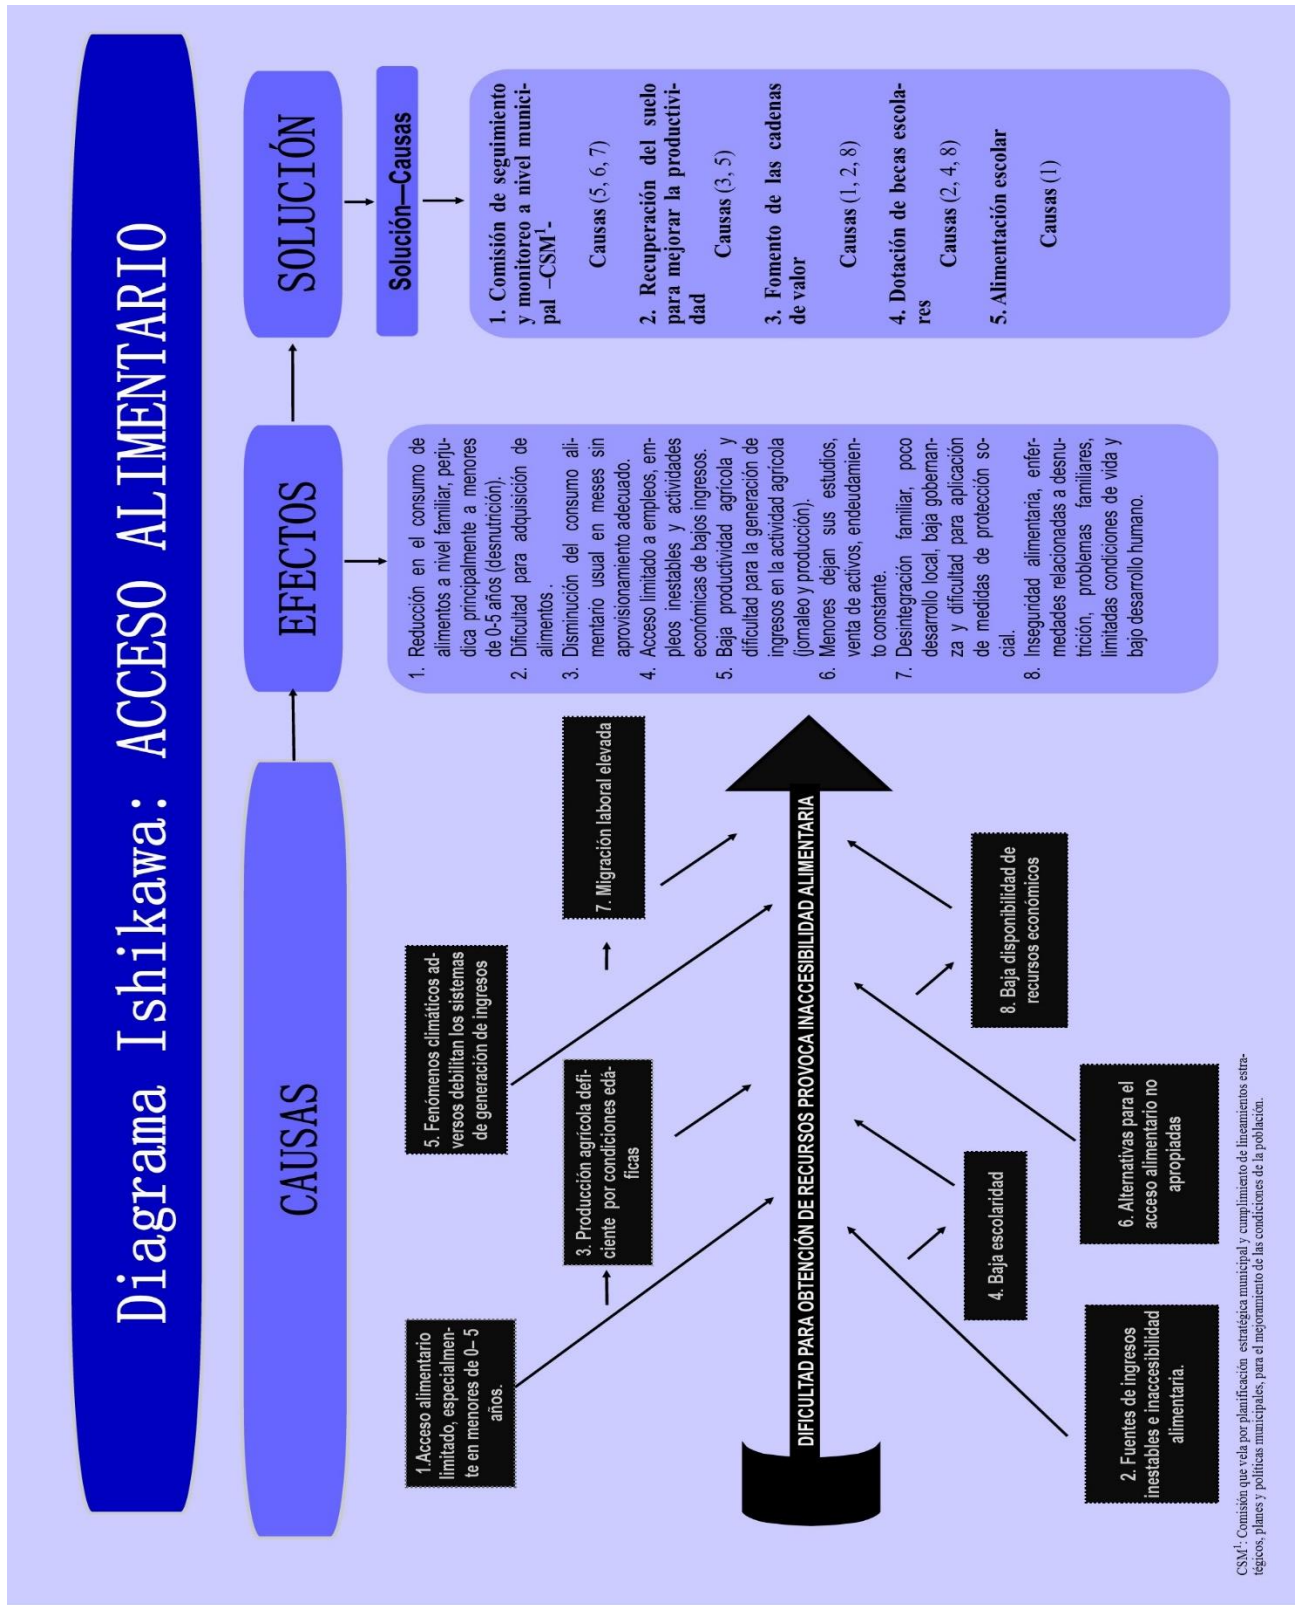 Diagrama Ishikawa: ACCESO ALIMENTARIO
CAUSAS
EFECTOS
SOLUCIÓN
Solución—Causas
1.Acceso alimentario
limitado, especialmen-
te en menores de 0– 5
años.
3. Producción agrícola defi-
ciente por condiciones edá-
ficas
5. Fenómenos climáticos ad-
versos debilitan los sistemas
de generación de ingresos
7. Migración laboral elevada
DIFICULTAD PARA OBTENCIÓN DE RECURSOS PROVOCA INACCESIBILIDAD ALIMENTARIA
2. Fuentes de ingresos
inestables e inaccesibilidad
alimentaria.
4. Baja escolaridad
6. Alternativas para el
acceso alimentario no
apropiadas
8. Baja disponibilidad de
recursos económicos
1. Reducción en el consumo de
alimentos a nivel familiar, perju-
dica principalmente a menores
de 0-5 años (desnutrición).
2. Dificultad para adquisición de
alimentos .
3. Disminución del consumo ali-
mentario usual en meses sin
aprovisionamiento adecuado.
4. Acceso limitado a empleos, em-
pleos inestables y actividades
económicas de bajos ingresos.
5. Baja productividad agrícola y
dificultad para la generación de
ingresos en la actividad agrícola
(jornaleo y producción).
6. Menores dejan sus estudios,
venta de activos, endeudamien-
to constante.
7. Desintegración familiar, poco
desarrollo local, baja gobernan-
za y dificultad para aplicación
de medidas de protección so-
cial.
8. Inseguridad alimentaria, enfer-
medades relacionadas a desnu-
trición, problemas familiares,
limitadas condiciones de vida y
bajo desarrollo humano.
1. Comisión de seguimiento
y monitoreo a nivel munici-
pal –CSM¹-
Causas (5, 6, 7)
2. Recuperación del suelo
para mejorar la productivi-
dad
Causas (3, 5)
3. Fomento de las cadenas
de valor
Causas (1, 2, 8)
4. Dotación de becas escola-
res
Causas (2, 4, 8)
5. Alimentación escolar
Causas (1)
CSM¹: Comisión que vela por planificación estratégica municipal y cumplimiento de lineamientos estra-
tégicos, planes y políticas municipales, para el mejoramiento de las condiciones de la población.